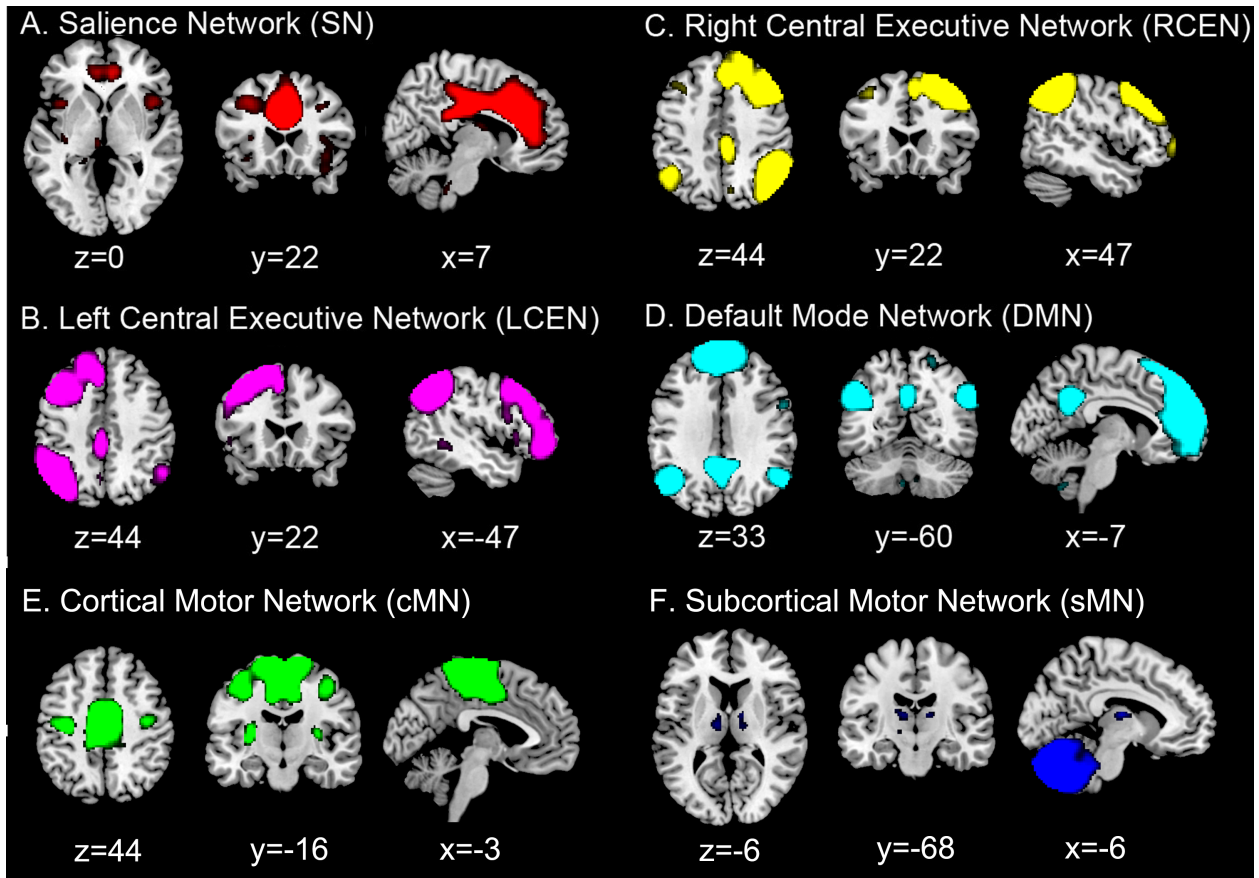 A. Salience Network (SN)
z=0 y=22 x=7
B. Left Central Executive Network (LCEN)
z=44 y=22 x=-47
C. Right Central Executive Network (RCEN)
z=44 y=22 x=47
D. Default Mode Network (DMN)
z=33 y=-60 x=-7
E. Cortical Motor Network (cMN)
z=44 y=-16 x=-3
F. Subcortical Motor Network (sMN)
z=-6 y=-68 x=-6